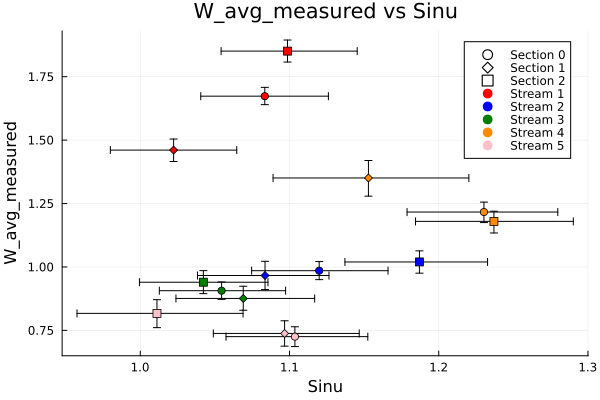 W_avg_measured vs Sinu
Section 0
Section 1
Section 2
Stream 1
Stream 2
Stream 3
Stream 4
Stream 5
W_avg_measured
1.75
1.50
1.25
1.00
0.75
1.0 1.1 1.2 1.3
Sinu